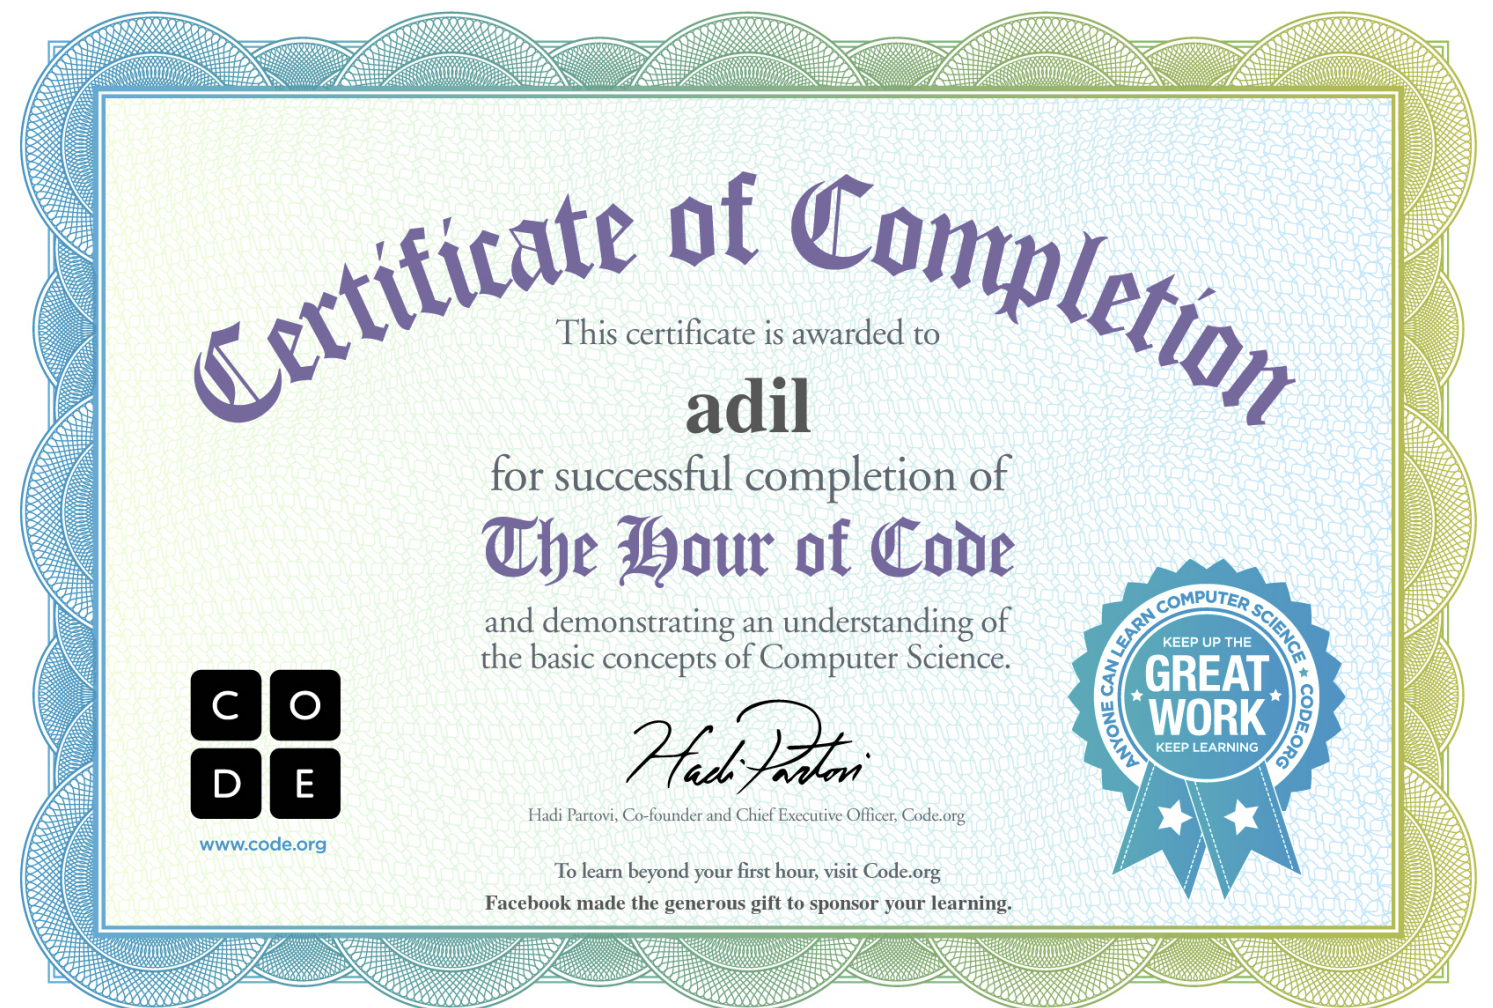 Certificate of Completion
This certificate is awarded to
adil
for successful completion of
The Hour of Code
and demonstrating an understanding of
the basic concepts of Computer Science.
C O
D E
www.code.org
Hadi Partovi
Hadi Partovi, Co-founder and Chief Executive Officer, Code.org
To learn beyond your first hour, visit Code.org
Facebook made the generous gift to sponsor your learning.
ANYONE CAN LEARN COMPUTER SCIENCE ★ CODE.ORG
KEEP UP THE
GREAT
WORK
KEEP LEARNING